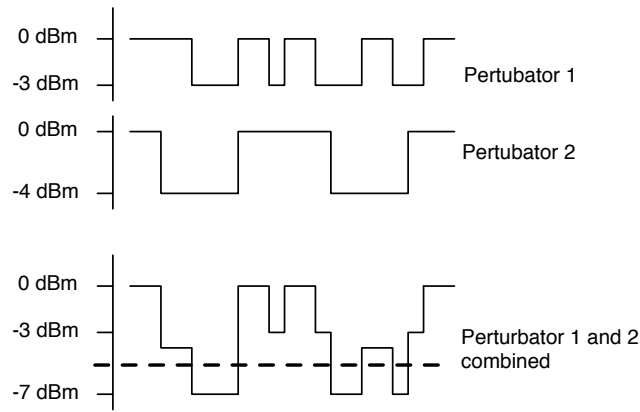 0 dBm
-3 dBm
Pertubator 1
0 dBm
Pertubator 2
-4 dBm
0 dBm
-3 dBm
Perturbator 1 and 2
combined
-7 dBm